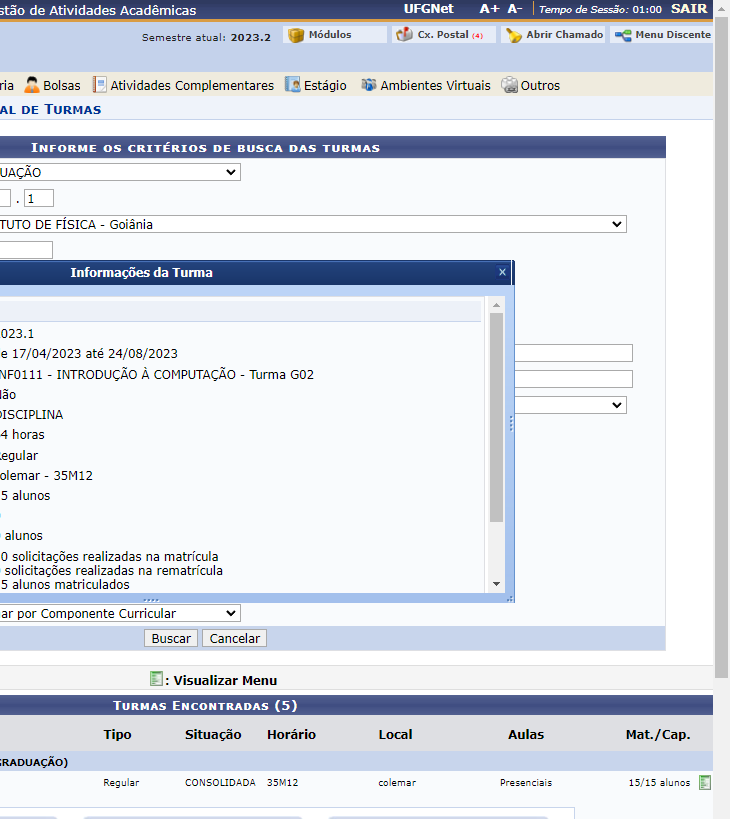 stão de Atividades Acadêmicas UFGNet A+ A- Tempo de Sessão: 01:00 SAIR
Semestre atual: 2023.2 Módulos Cx. Postal (4) Abrir Chamado Menu Discente
ria Bolsas Atividades Complementares Estágio Ambientes Virtuais Outros
AL DE TURMAS
INFORME OS CRITÉRIOS DE BUSCA DAS TURMAS
UAÇÃO
. 1
TUTO DE FÍSICA - Goiânia
Informações da Turma x
023.1
e 17/04/2023 até 24/08/2023
NF0111 - INTRODUÇÃO À COMPUTAÇÃO - Turma G02
Não
DISCIPLINA
4 horas
egular
olemar - 35M12
5 alunos
alunos
0 solicitações realizadas na matrícula
solicitações realizadas na rematrícula
5 alunos matriculados
ar por Componente Curricular
Buscar Cancelar
: Visualizar Menu
TURMAS ENCONTRADAS (5)
Tipo Situação Horário Local Aulas Mat./Cap.
GRADUAÇÃO)
Regular CONSOLIDADA 35M12 colemar Presenciais 15/15 alunos